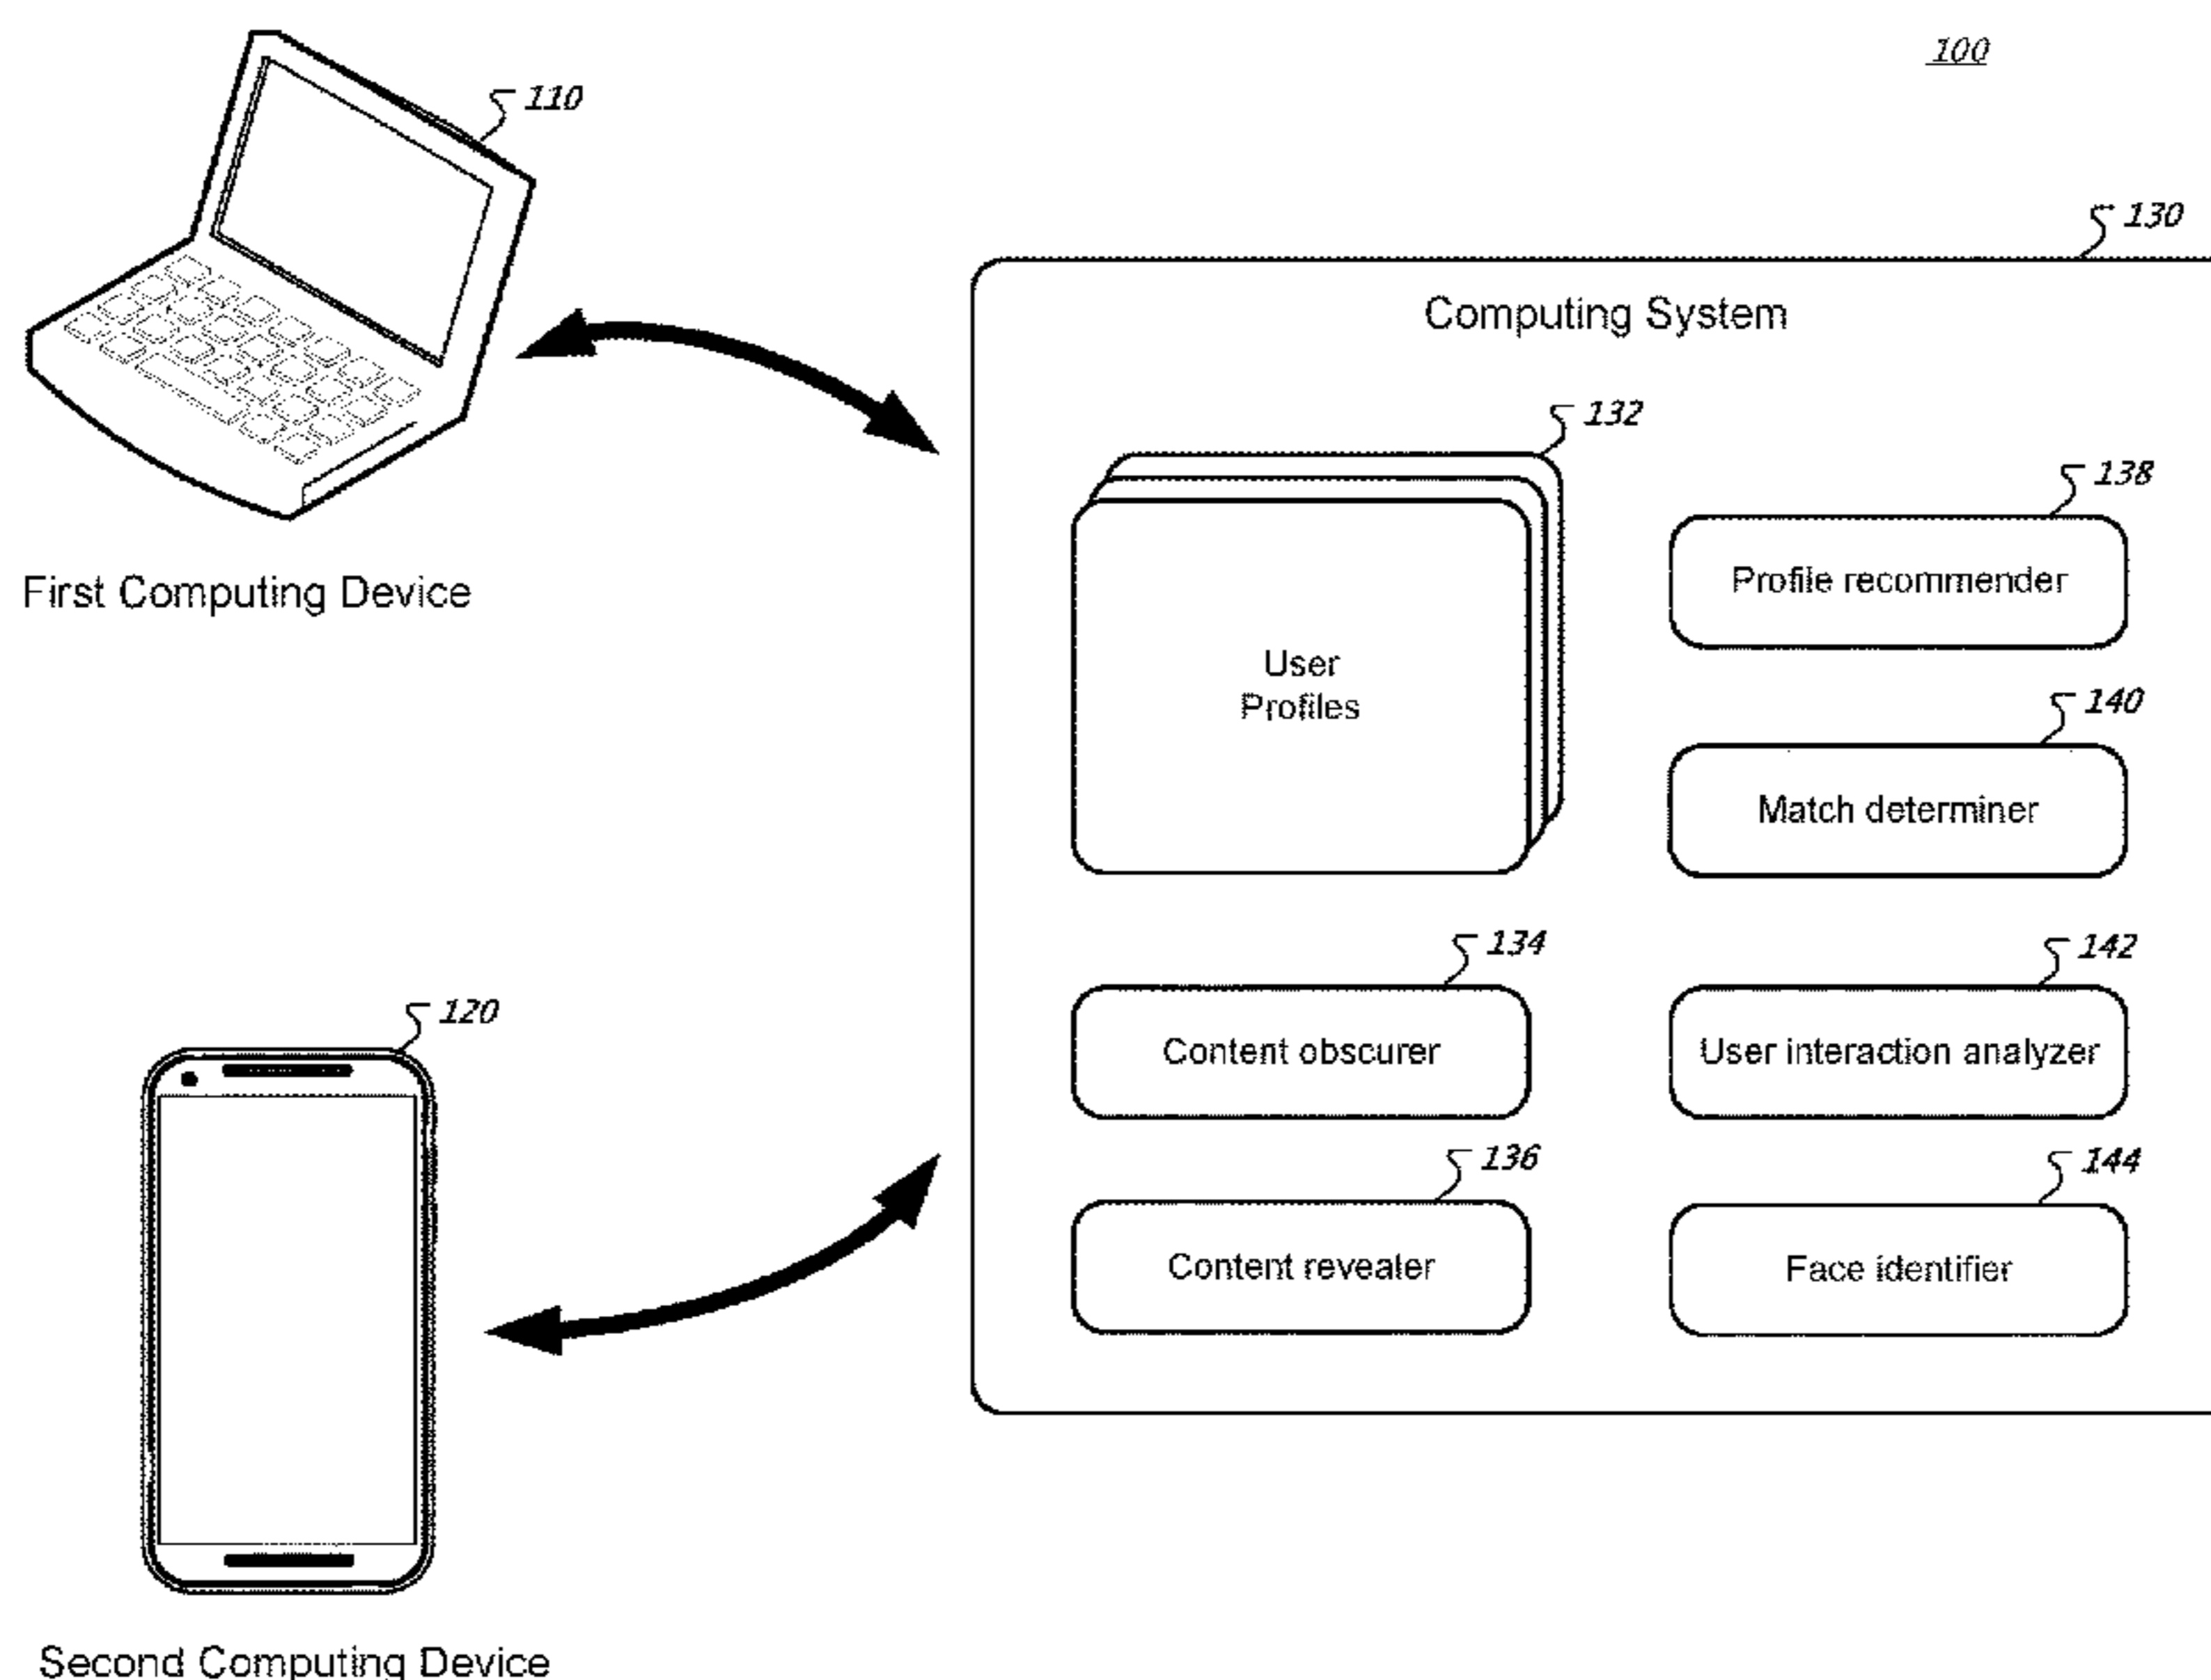 100
110
First Computing Device
130
Computing System
132
User
Profiles
138
Profile recommender
140
Match determiner
134
Content obscurer
142
User interaction analyzer
136
Content revealer
144
Face identifier
120
Second Computing Device